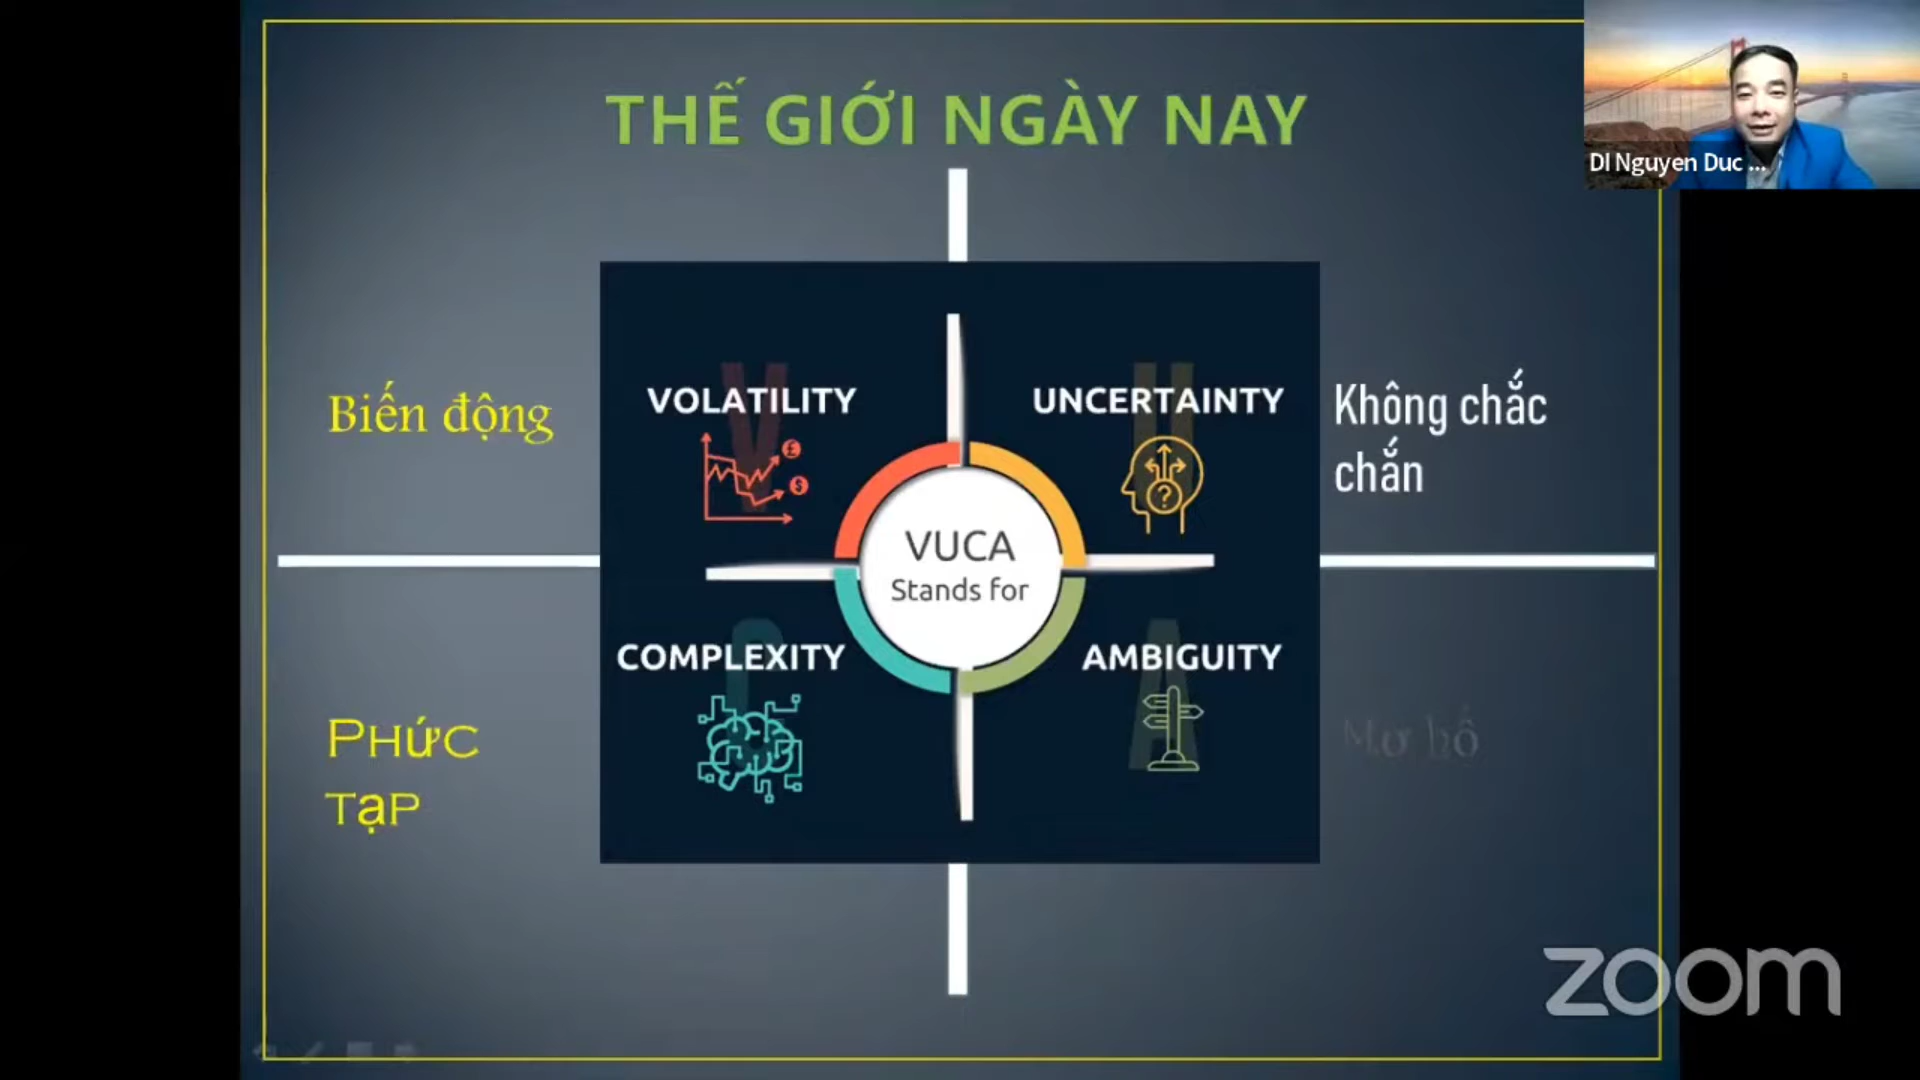 THẾ GIỚI NGÀY NAY
DI Nguyen Duc ...
VOLATILITY
UNCERTAINTY
Biến động
Không chắc
chắn
£
$
?
VUCA
Stands for
COMPLEXITY
AMBIGUITY
Phức
tạp
Mơ hồ
zoom